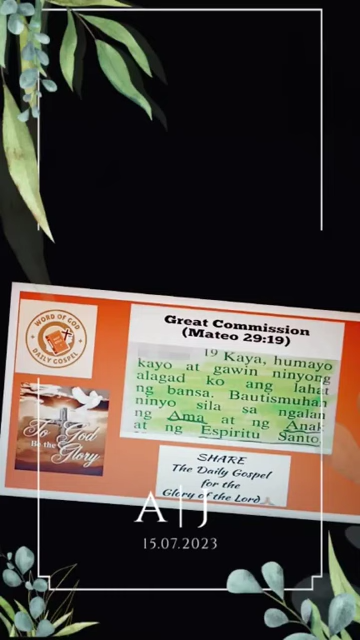 WORD OF GOD
DAILY GOSPEL
To God
Be the
Glory
Great Commission
(Mateo 29:19)
19 Kaya, humayo
kayo at gawin ninyong
alagad ko ang lahat
ng bansa. Bautismuhan
ninyo sila sa ngalan
ng Ama at ng Anak
at ng Espiritu Santo.
SHARE
The Daily Gospel
for the
Glory of the Lord
A|J
15.07.2023